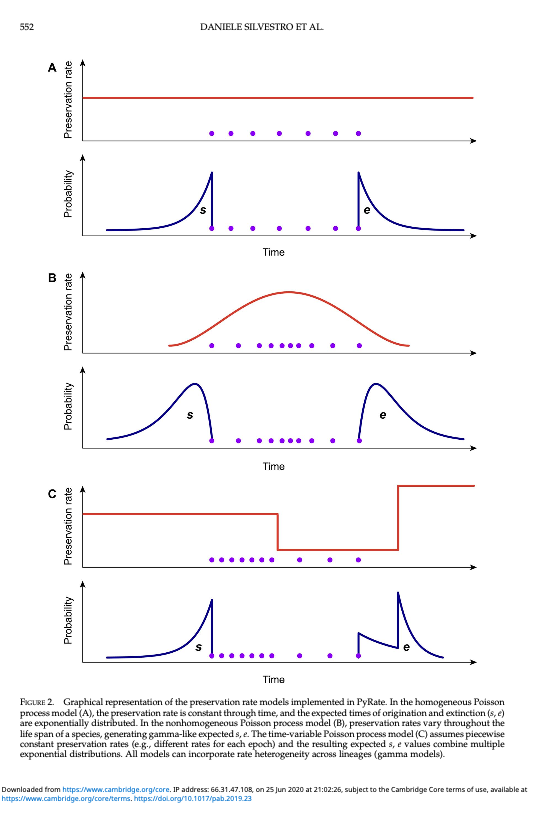 552
DANIELE SILVESTRO ET AL.
A
Preservation rate
Probability
s
e
Time
B
Preservation rate
Probability
s
e
Time
C
Preservation rate
Probability
s
e
Time
FIGURE 2. Graphical representation of the preservation rate models implemented in PyRate. In the homogeneous Poisson
process model (A), the preservation rate is constant through time, and the expected times of origination and extinction (s, e)
are exponentially distributed. In the nonhomogeneous Poisson process model (B), preservation rates vary throughout the
life span of a species, generating gamma-like expected s, e. The time-variable Poisson process model (C) assumes piecewise
constant preservation rates (e.g., different rates for each epoch) and the resulting expected s, e values combine multiple
exponential distributions. All models can incorporate rate heterogeneity across lineages (gamma models).
Downloaded from https://www.cambridge.org/core. IP address: 66.31.47.108, on 25 Jun 2020 at 21:02:26, subject to the Cambridge Core terms of use, available at
https://www.cambridge.org/core/terms. https://doi.org/10.1017/pab.2019.23